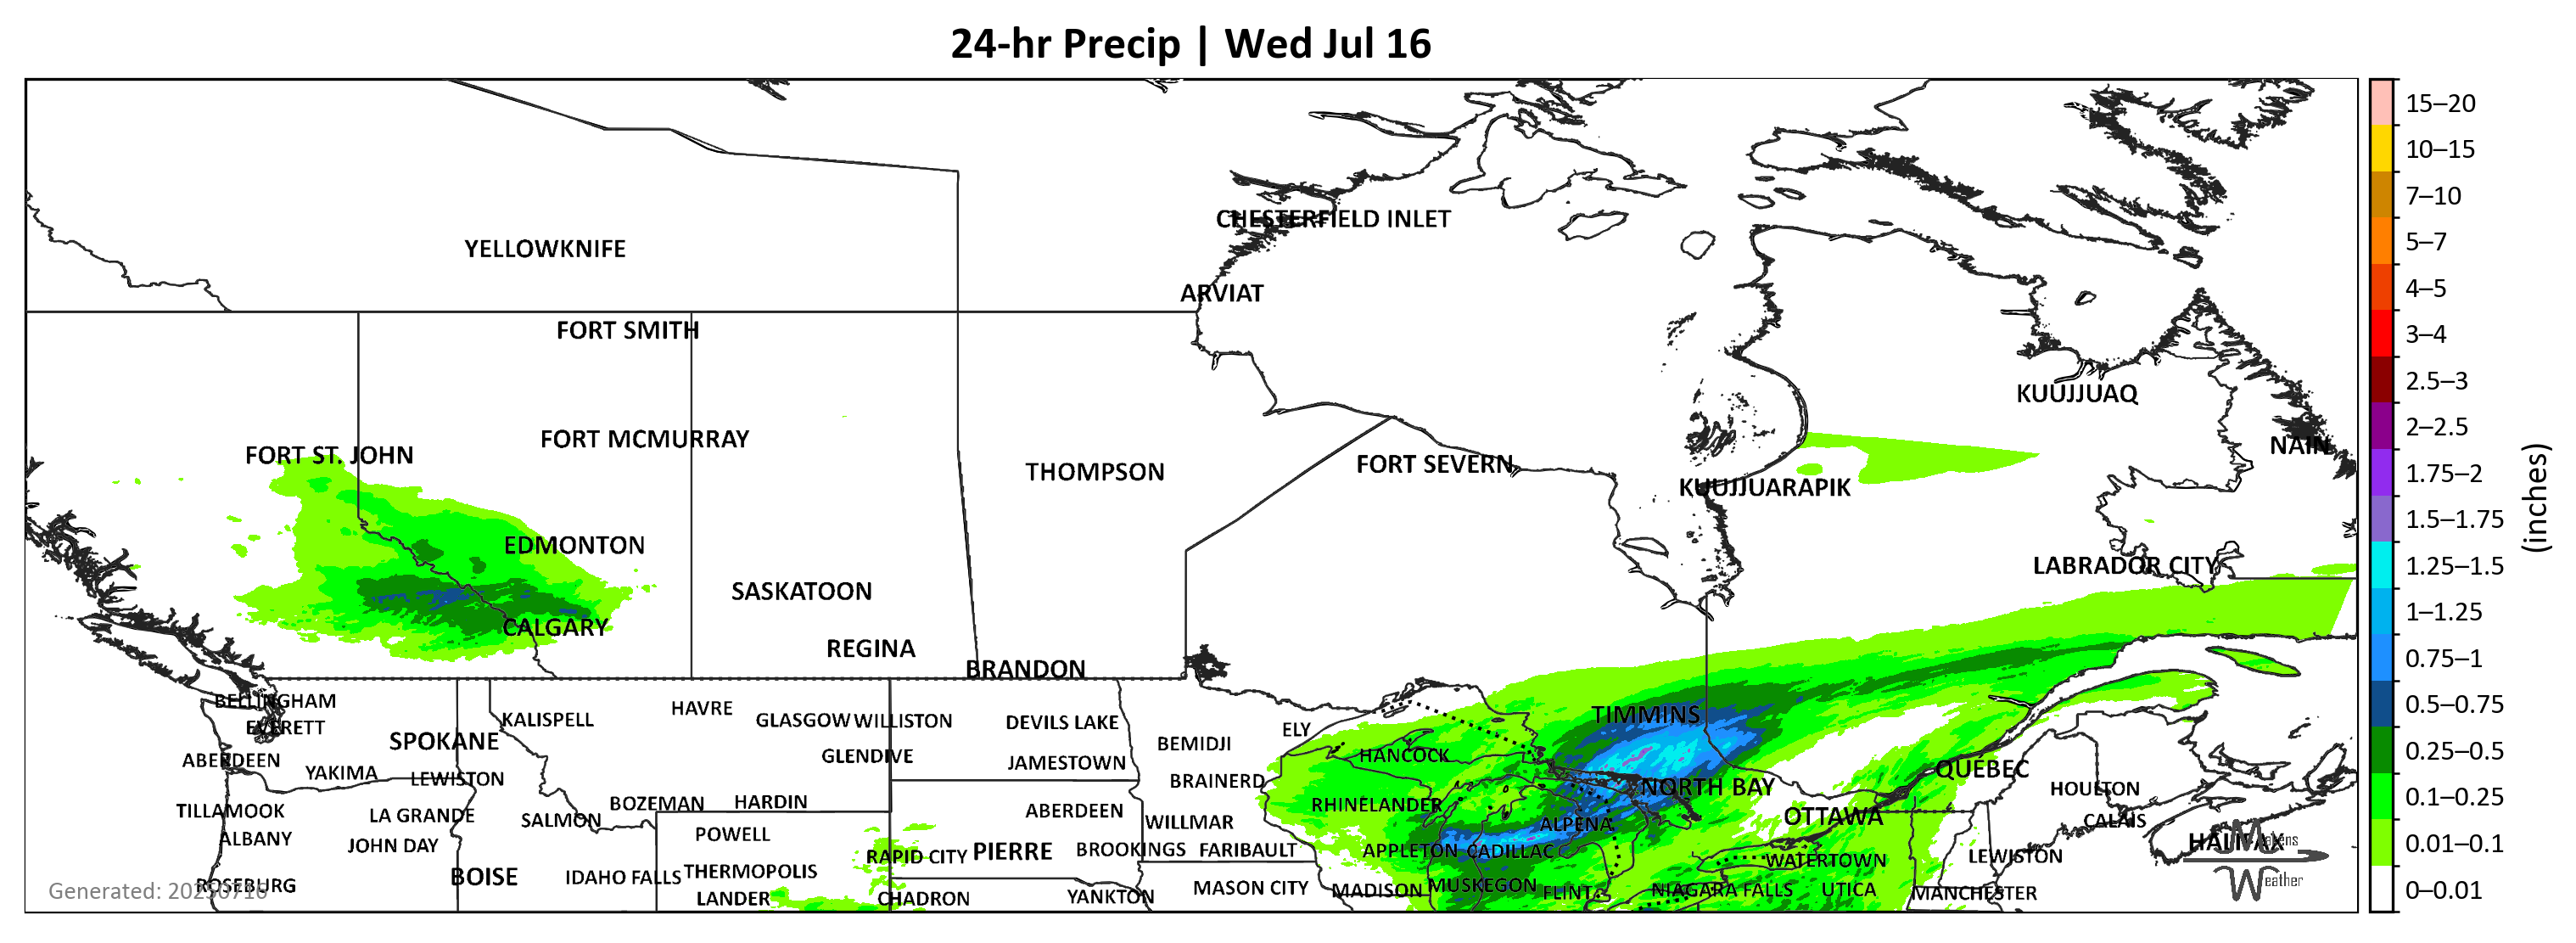 24-hr Precip | Wed Jul 16
CHESTERFIELD INLET
YELLOWKNIFE
ARVIAT
FORT SMITH
KUUJJUAQ
FORT MCMURRAY
NAIN
FORT ST. JOHN
THOMPSON
FORT SEVERN
KUUJJUARAPIK
EDMONTON
LABRADOR CITY
SASKATOON
CALGARY
REGINA
BRANDON
BELLINGHAM
HAVRE
KALISPELL
GLASGOW WILLISTON
DEVILS LAKE
TIMMINS
EVERETT
ELY
SPOKANE
BEMIDJI
ABERDEEN
GLENDIVE
JAMESTOWN
HANCOCK
QUÉBEC
YAKIMA
LEWISTON
BRAINERD
NORTH BAY
HOULTON
BOZEMAN
HARDIN
RHINELANDER
TILLAMOOK
LA GRANDE
SALMON
ABERDEEN
WILLMAR
ALPENA
OTTAWA
CALAIS
ALBANY
JOHN DAY
POWELL
RAPID CITY
PIERRE
BROOKINGS
FARIBAULT
APPLETON
CADILLAC
WATERTOWN
LEWISTON
HALIFAX
Matens
Weather
ROSEBURG
BOISE
IDAHO FALLS
THERMOPOLIS
LANDER
CHADRON
YANKTON
MASON CITY
MADISON
MUSKEGON
FLINT
NIAGARA FALLS
UTICA
MANCHESTER
Generated: 20250716
15–20
10–15
7–10
5–7
4–5
3–4
2.5–3
2–2.5
1.75–2
1.5–1.75
1.25–1.5
1–1.25
0.75–1
0.5–0.75
0.25–0.5
0.1–0.25
0.01–0.1
0–0.01
(inches)